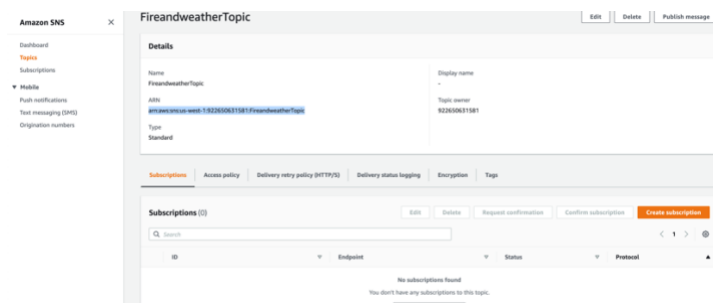 Amazon SNS
Dashboard
Topics
Subscriptions
Mobile
Push notifications
Text messaging (SMS)
Origination numbers
FireandweatherTopic
Edit
Delete
Publish message
Details
Name
FireandweatherTopic
Display name
-
ARN
arn:aws:sns:us-west-1:922650631581:FireandweatherTopic
Topic owner
922650631581
Type
Standard
Subscriptions
Access policy
Delivery retry policy (HTTP/S)
Delivery status logging
Encryption
Tags
Subscriptions (0)
Edit
Delete
Request confirmation
Confirm subscription
Create subscription
Search
1
ID
Endpoint
Status
Protocol
No subscriptions found
You don't have any subscriptions to this topic.